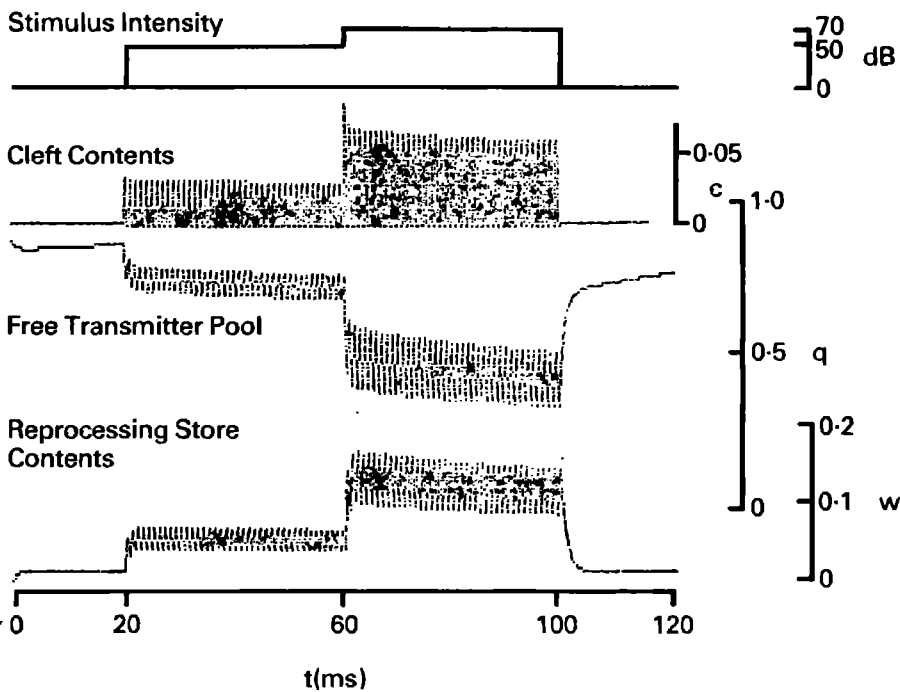 Stimulus Intensity
70
50
dB
0
Cleft Contents
0·05
c
0
1·0
Free Transmitter Pool
0·5
q
Reprocessing Store
Contents
0·2
0
0·1
w
0
0
20
60
100
120
t(ms)